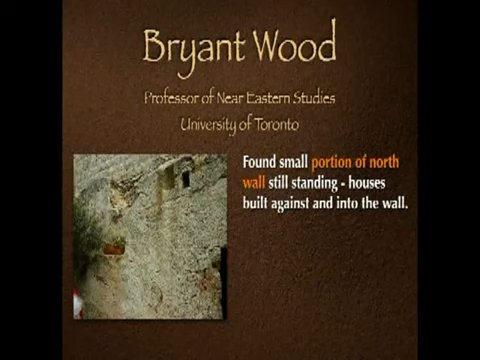 Bryant Wood
Professor of Near Eastern Studies
University of Toronto
Found small portion of north
wall still standing - houses
built against and into the wall.